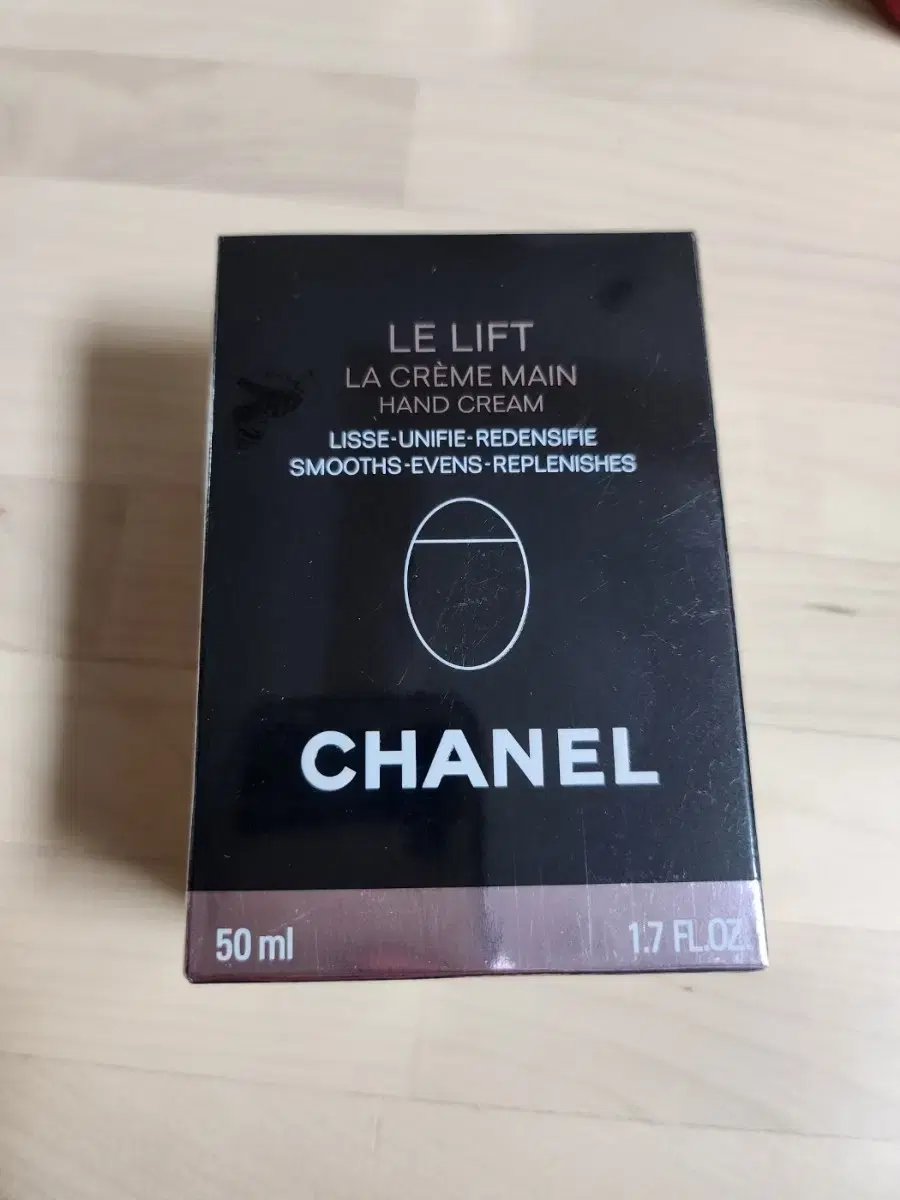 LE LIFT
LA CRÈME MAIN
HAND CREAM
LISSE-UNIFIE-REDENSIFIE
SMOOTHS-EVENS-REPLENISHES
CHANEL
50 ml 1.7 FL.OZ.